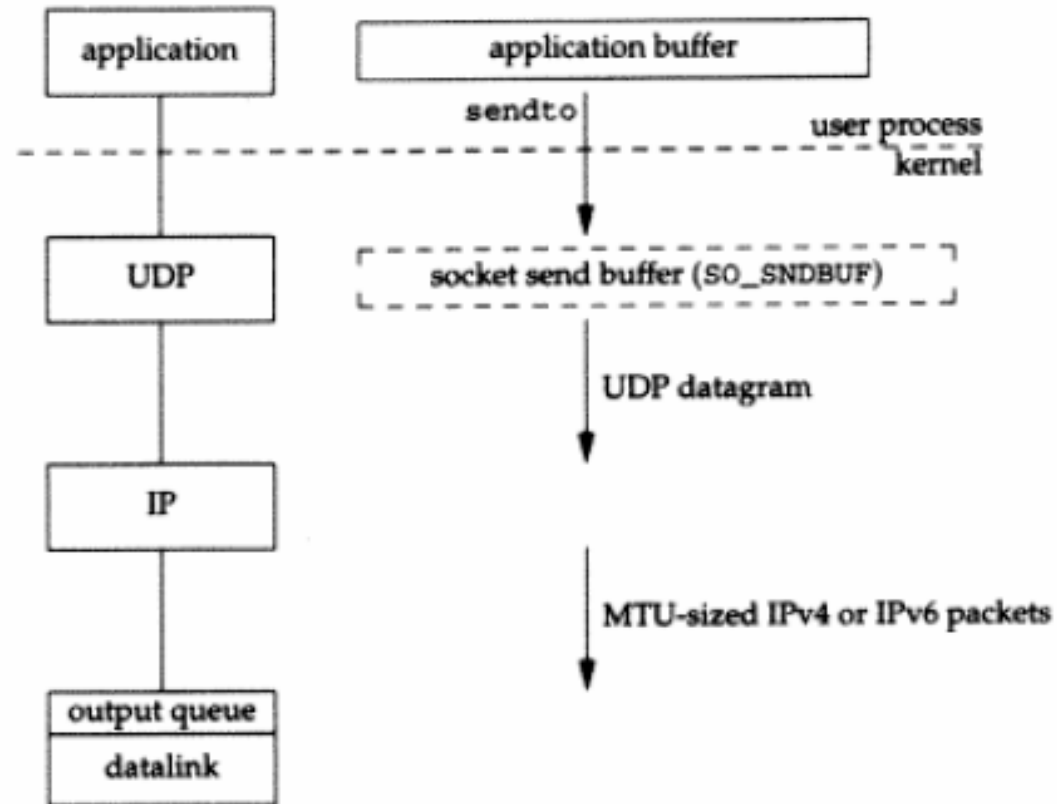 application
application buffer
sendto
user process
kernel
UDP
socket send buffer (SO_SNDBUF)
UDP datagram
IP
MTU-sized IPv4 or IPv6 packets
output queue
datalink